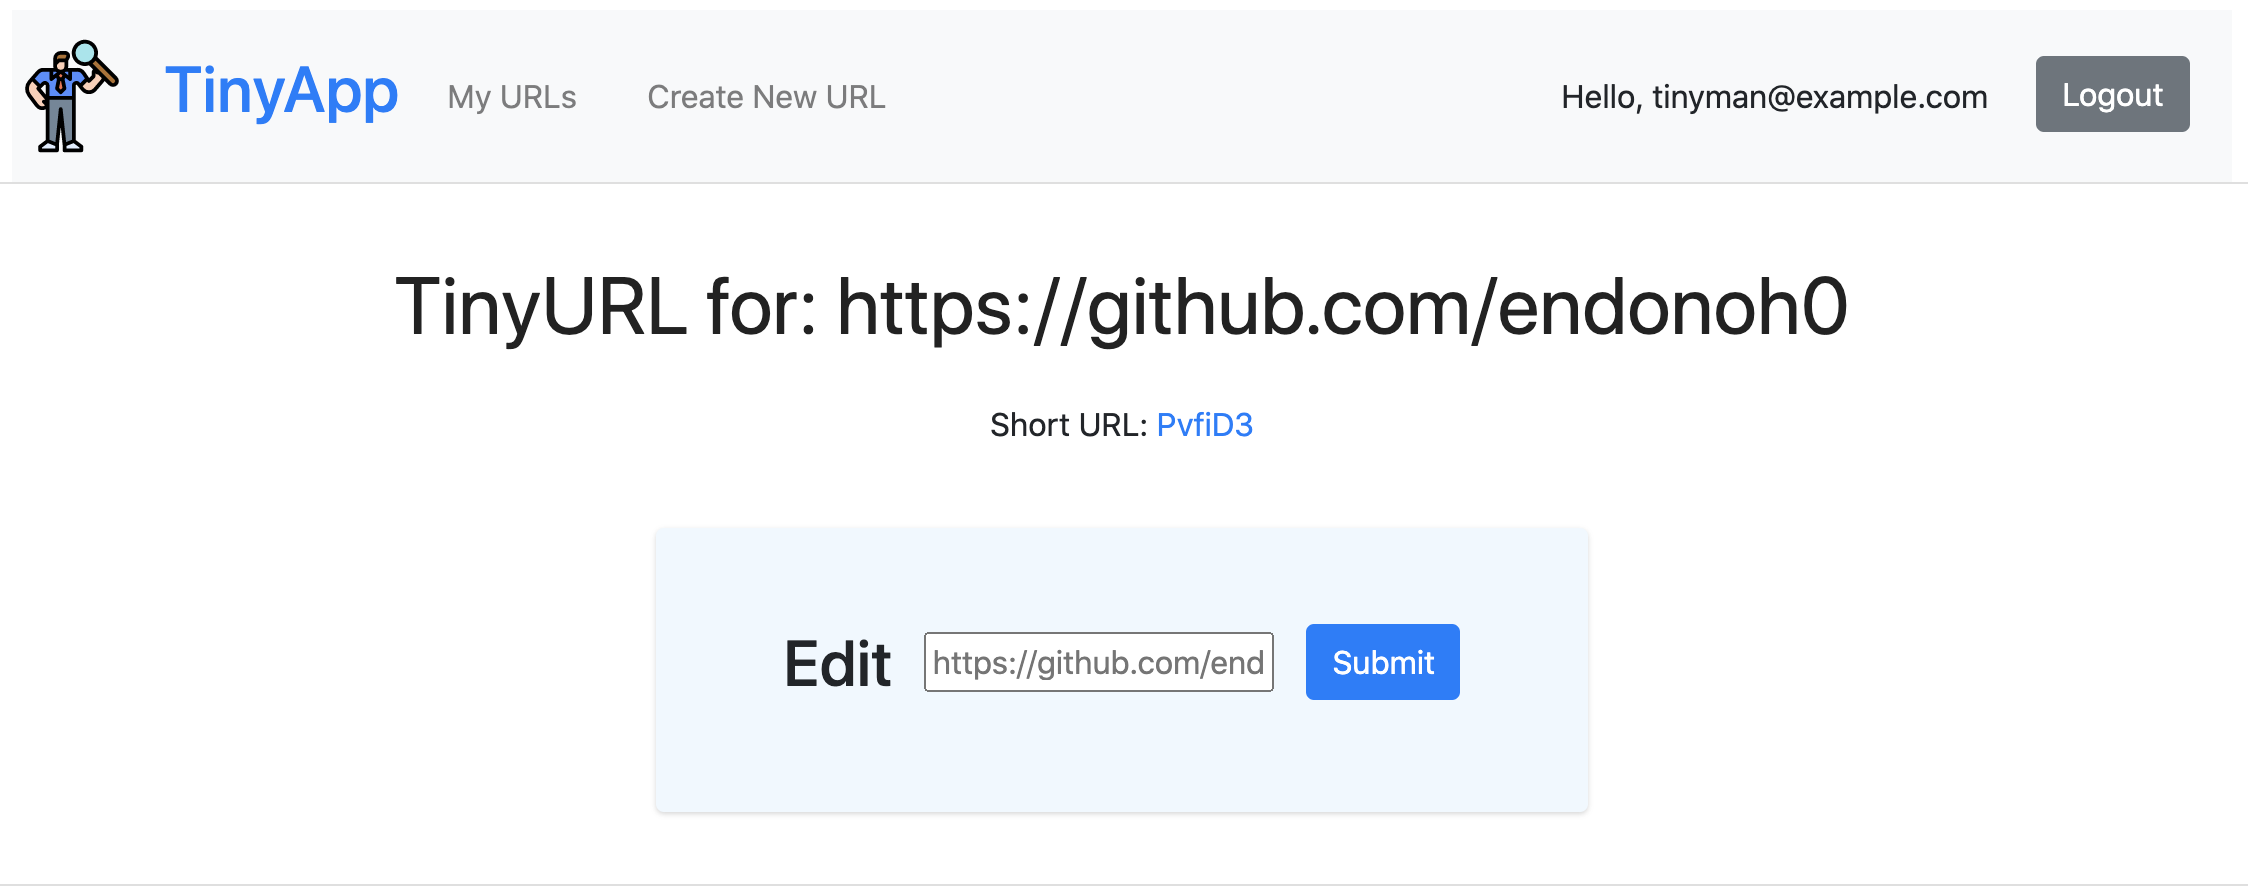 TinyApp My URLs Create New URL Hello, tinyman@example.com Logout
TinyURL for: https://github.com/endonoh0
Short URL: PvfiD3
Edit https://github.com/end Submit